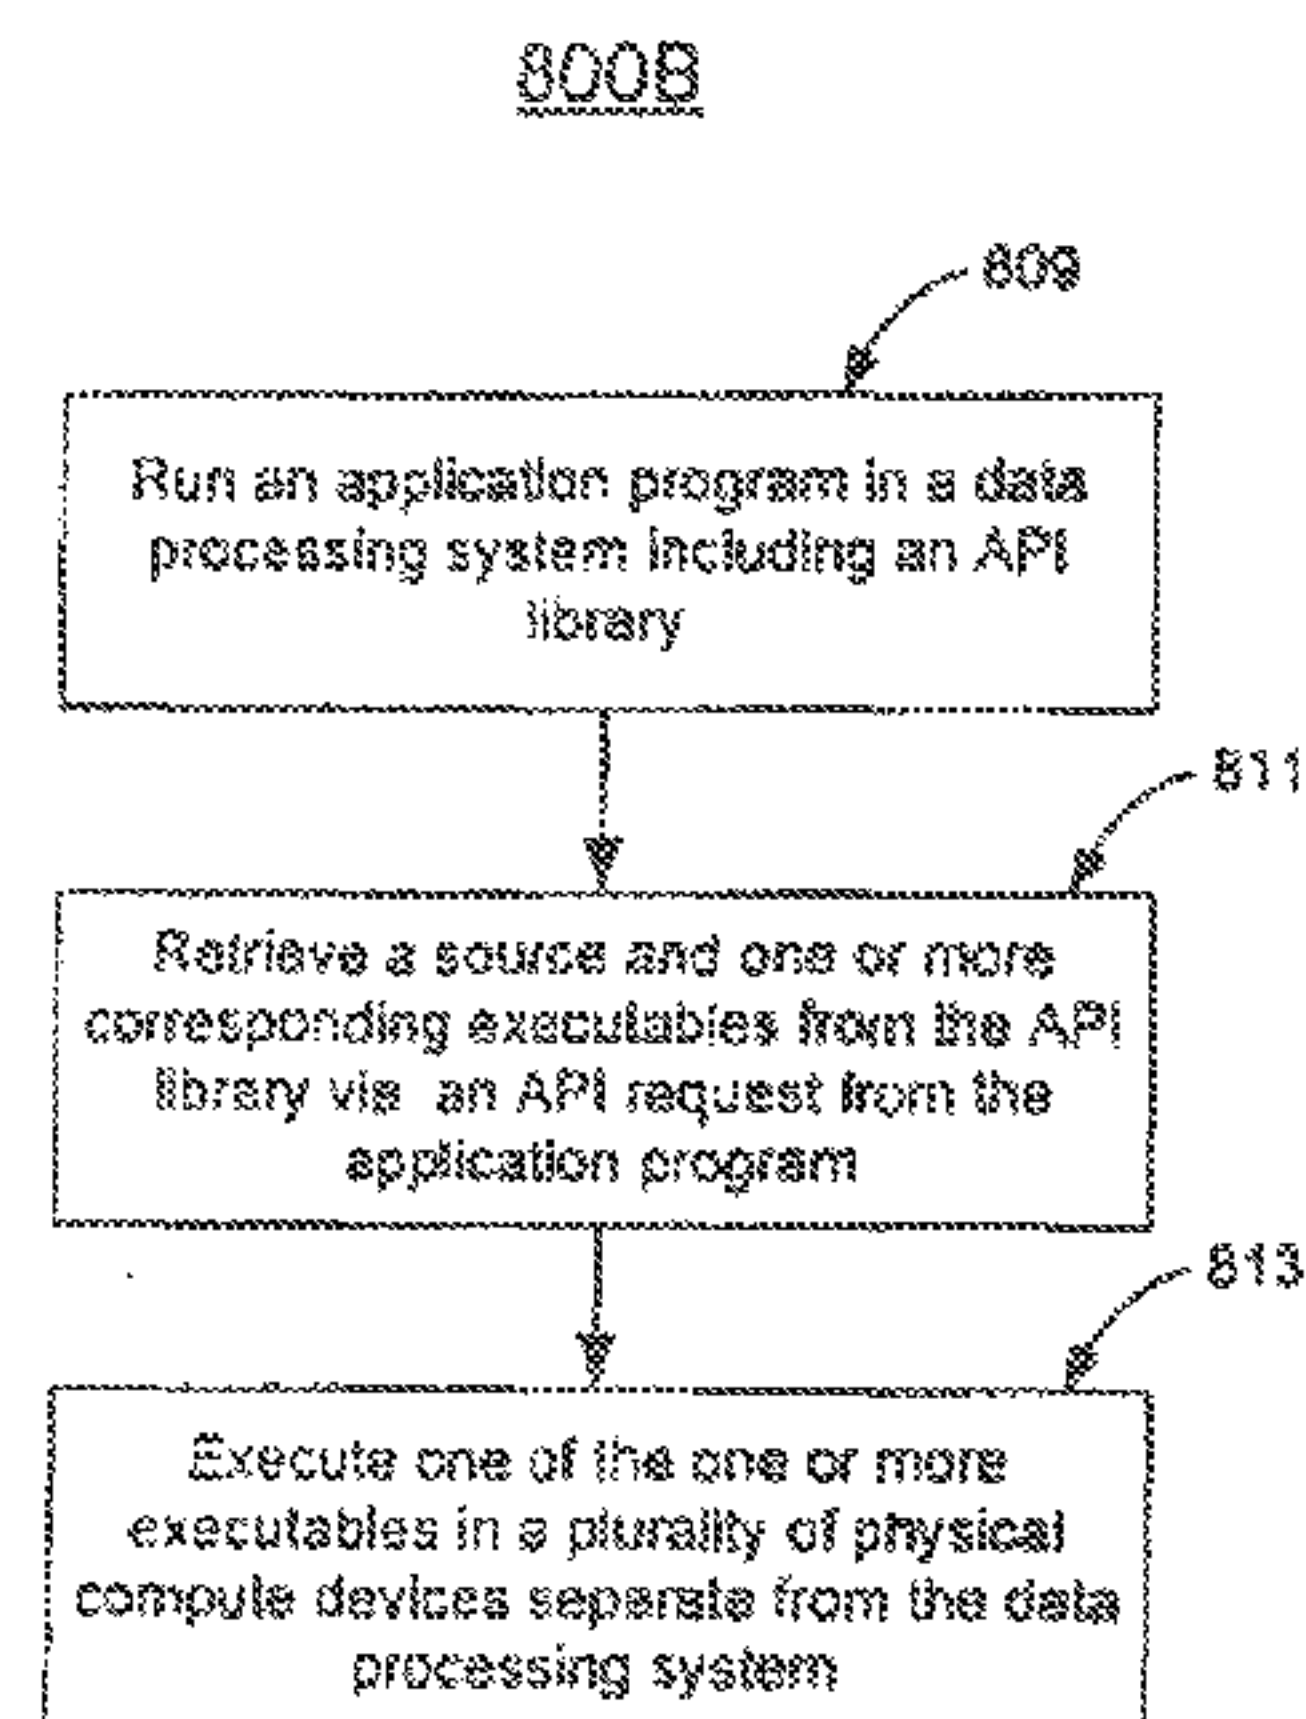 800B
809
Run an application program in a data
processing system including an API
library
811
Retrieve a source and one or more
corresponding executables from the API
library via an API request from the
application program
813
Execute one of the one or more
executables in a plurality of physical
compute devices separate from the data
processing system